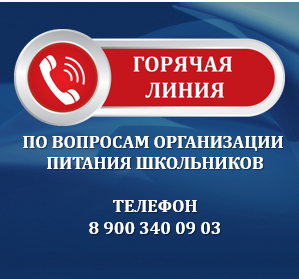 ГОРЯЧАЯ
ЛИНИЯ
ПО ВОПРОСАМ ОРГАНИЗАЦИИ
ПИТАНИЯ ШКОЛЬНИКОВ
ТЕЛЕФОН
8 900 340 09 03